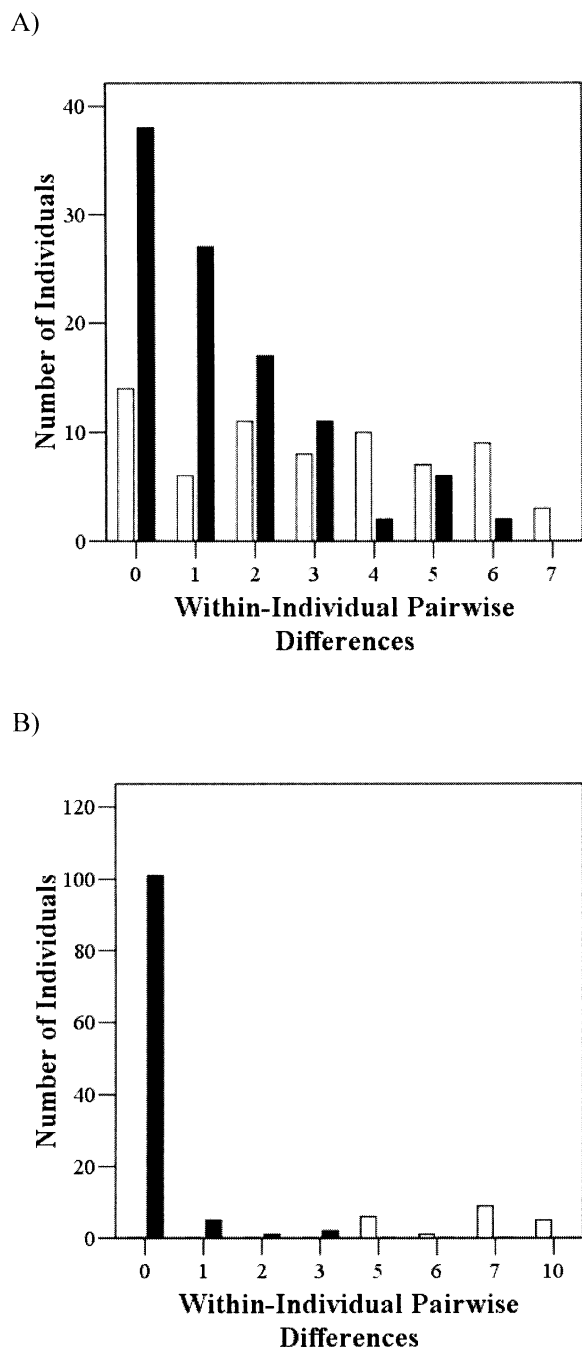 A)
Number of Individuals
40
30
20
10
0
0 1 2 3 4 5 6 7
Within-Individual Pairwise
Differences
B)
Number of Individuals
120
100
80
60
40
20
0
0 1 2 3 5 6 7 10
Within-Individual Pairwise
Differences